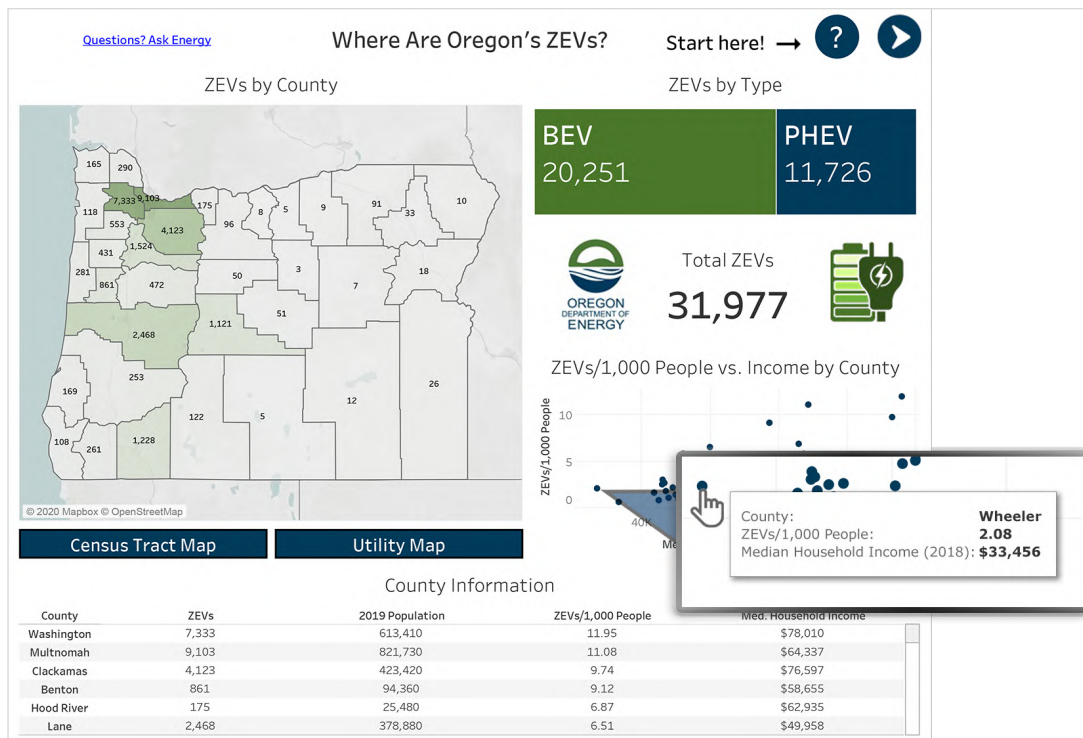 Questions? Ask Energy
Where Are Oregon's ZEVs?
Start here! →
?
ZEVs by County
ZEVs by Type
BEV
20,251
PHEV
11,726
165
290
7,333
9,103
175
118
553
4,123
1,524
96
8
5
9
91
33
10
431
281
861
472
50
3
7
18
2,468
1,121
51
253
169
122
5
12
26
108
261
1,228
© 2020 Mapbox © OpenStreetMap
OREGON
DEPARTMENT OF
ENERGY
Total ZEVs
31,977
ZEVs/1,000 People vs. Income by County
ZEVs/1,000 People
10
5
0
40K
County: Wheeler
ZEVs/1,000 People: 2.08
Median Household Income (2018): $33,456
Census Tract Map
Utility Map
County Information
County ZEVs 2019 Population ZEVs/1,000 People Med. Household Income
Washington 7,333 613,410 11.95 $78,010
Multnomah 9,103 821,730 11.08 $64,337
Clackamas 4,123 423,420 9.74 $76,597
Benton 861 94,360 9.12 $58,655
Hood River 175 25,480 6.87 $62,935
Lane 2,468 378,880 6.51 $49,958